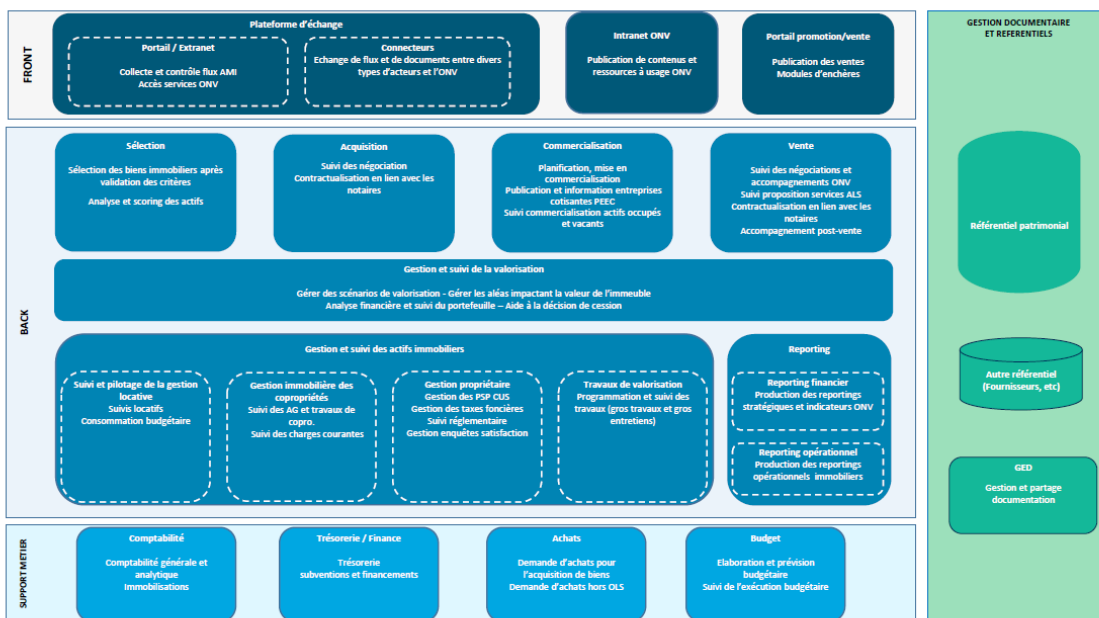 FRONT
Plateforme d'échange
Portail / Extranet
Collecte et contrôle flux AMI
Accès services ONV
Connecteurs
Echange de flux et de documents entre divers
types d'acteurs et l'ONV
Intranet ONV
Publication de contenus et
ressources à usage ONV
Portail promotion/vente
Publication des ventes
Modules d'enchères
GESTION DOCUMENTAIRE
ET REFERENTIELS
BACK
Sélection
Sélection des biens immobiliers après
validation des critères
Analyse et scoring des actifs
Acquisition
Suivi des négociation
Contractualisation en lien avec les
notaires
Commercialisation
Planification, mise en
commercialisation
Publication et information entreprises
cotisantes PEEC
Suivi commercialisation actifs occupés
et vacants
Vente
Suivi des négociations et
accompagnements ONV
Suivi proposition services ALS
Contractualisation en lien avec les
notaires
Accompagnement post-vente
Gestion et suivi de la valorisation
Gérer des scénarios de valorisation - Gérer les aléas impactant la valeur de l'immeuble
Analyse financière et suivi du portefeuille – Aide à la décision de cession
Gestion et suivi des actifs immobiliers
Suivi et pilotage de la gestion
locative
Suivis locatifs
Consommation budgétaire
Gestion immobilière des
copropriétés
Suivi des AG et travaux de
copro.
Suivi des charges courantes
Gestion propriétaire
Gestion des PSP CUS
Gestion des taxes foncières
Suivi réglementaire
Gestion enquêtes satisfaction
Travaux de valorisation
Programmation et suivi des
travaux (gros travaux et gros
entretiens)
Reporting
Reporting financier
Production des reportings
stratégiques et indicateurs ONV
Reporting opérationnel
Production des reportings
opérationnels immobiliers
Référentiel patrimonial
Autre référentiel
(Fournisseurs, etc)
GED
Gestion et partage
documentation
SUPPORT METIER
Comptabilité
Comptabilité générale et
analytique
Immobilisations
Trésorerie / Finance
Trésorerie
subventions et financements
Achats
Demande d'achats pour
l'acquisition de biens
Demande d'achats hors OLS
Budget
Elaboration et prévision
budgétaire
Suivi de l'exécution budgétaire